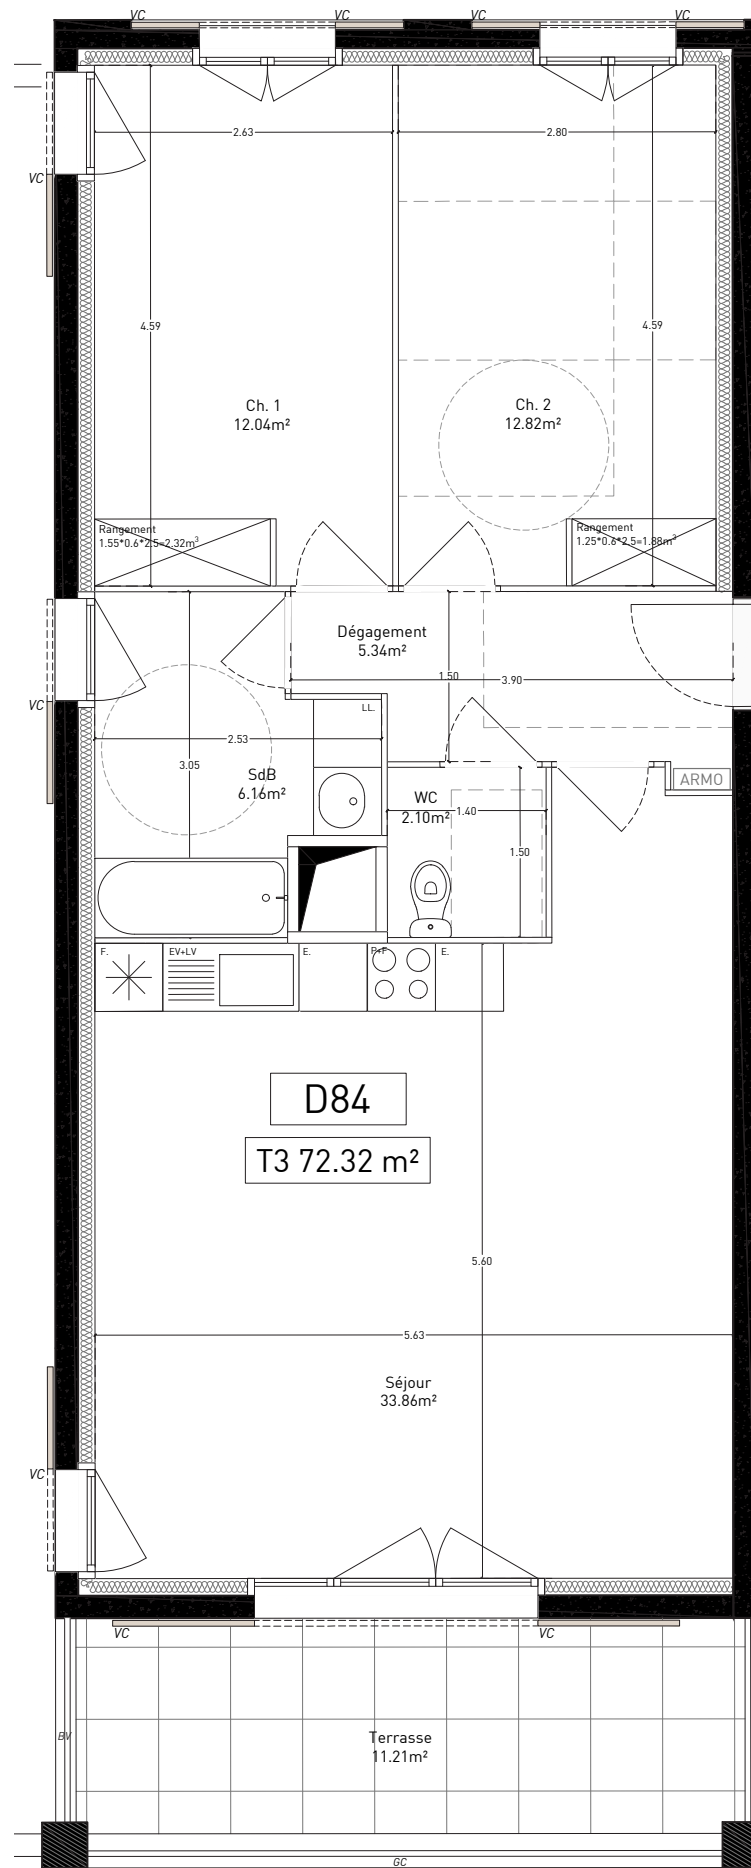 VC
VC
VC
VC
2.63
2.80
VC
4.59
4.59
Ch. 1
12.04m²
Ch. 2
12.82m²
Rangement
1.55*0.6*2.5=2.32m³
Rangement
1.25*0.6*2.5=1.88m³
Dégagement
5.34m²
1.50
3.90
VC
LL.
2.53
3.05
SdB
6.16m²
ARMO
WC
2.10m²
1.40
1.50
F.
EV+LV
E.
P+F
E.
D84
T3 72.32 m²
5.60
5.63
Séjour
33.86m²
VC
VC
VC
BV
Terrasse
11.21m²
GC